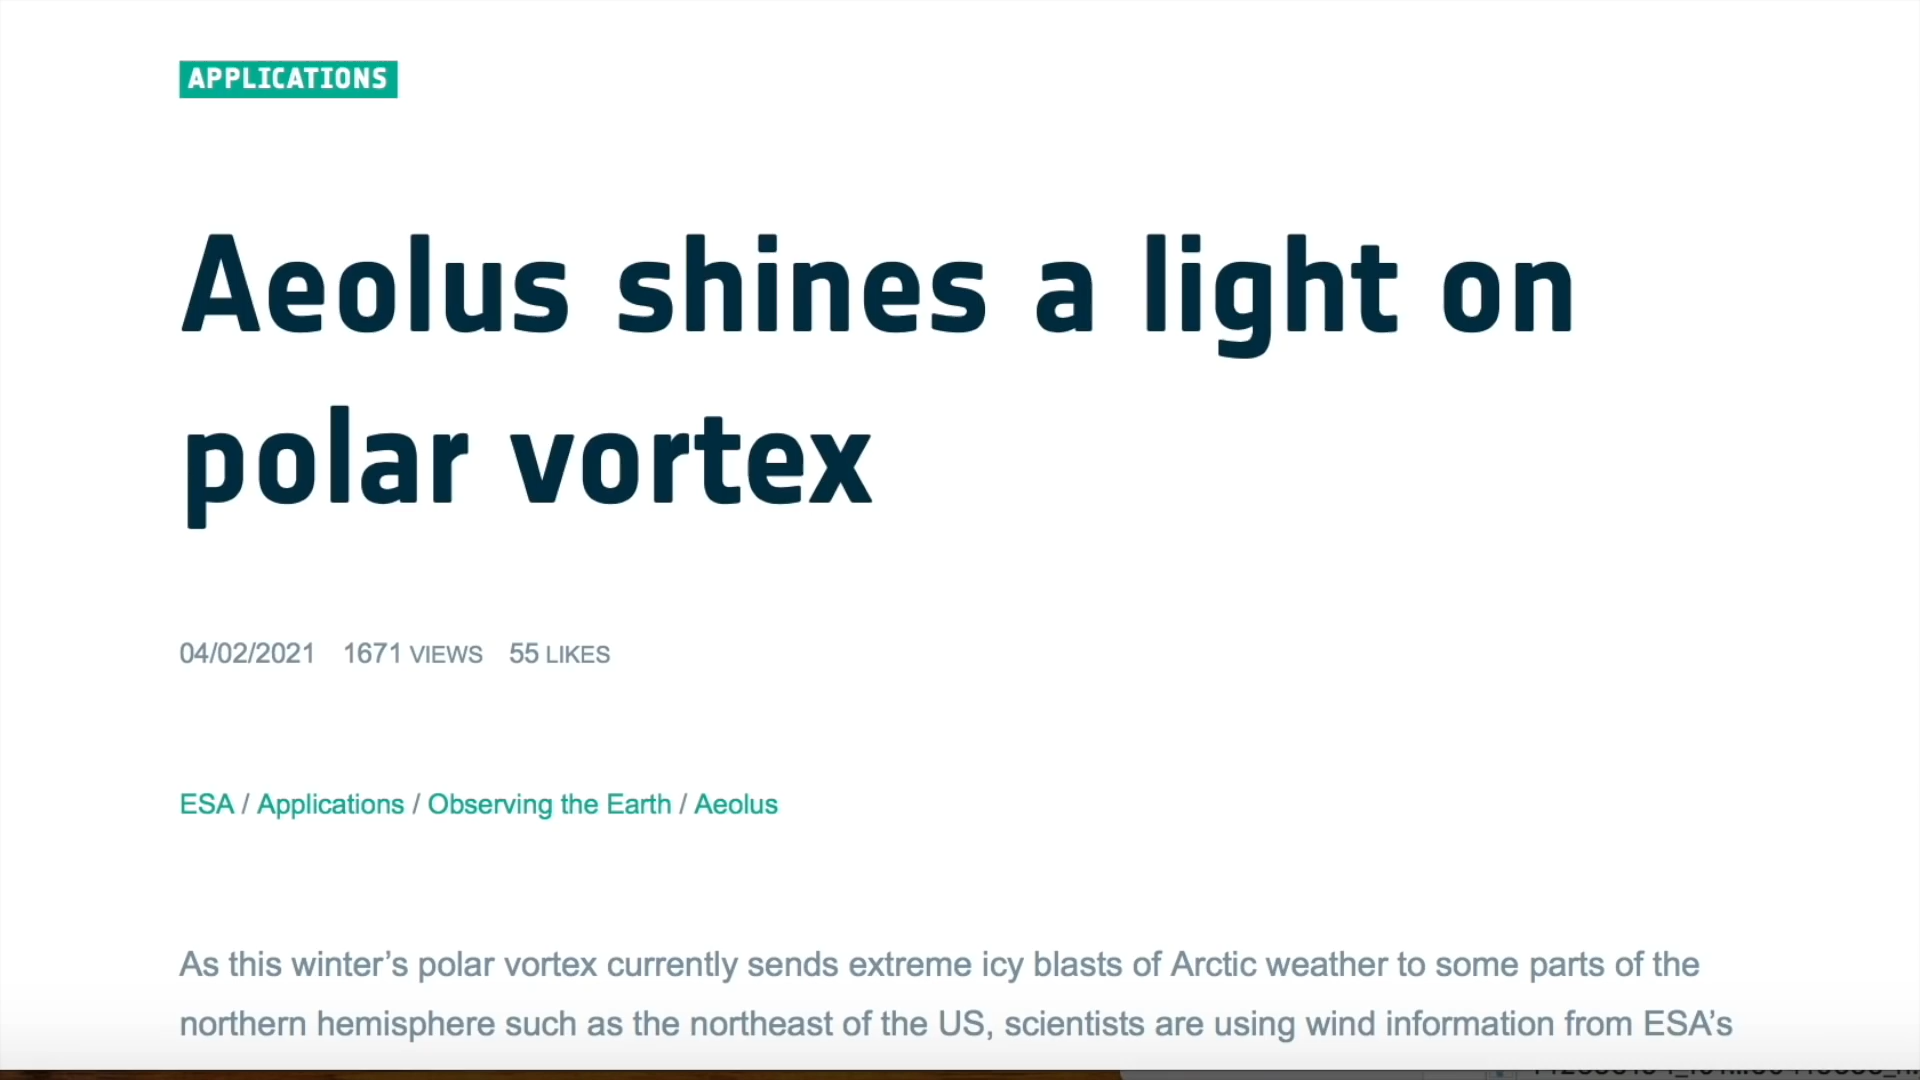 APPLICATIONS
Aeolus shines a light on
polar vortex
04/02/2021 1671 VIEWS 55 LIKES
ESA / Applications / Observing the Earth / Aeolus
As this winter’s polar vortex currently sends extreme icy blasts of Arctic weather to some parts of the
northern hemisphere such as the northeast of the US, scientists are using wind information from ESA’s